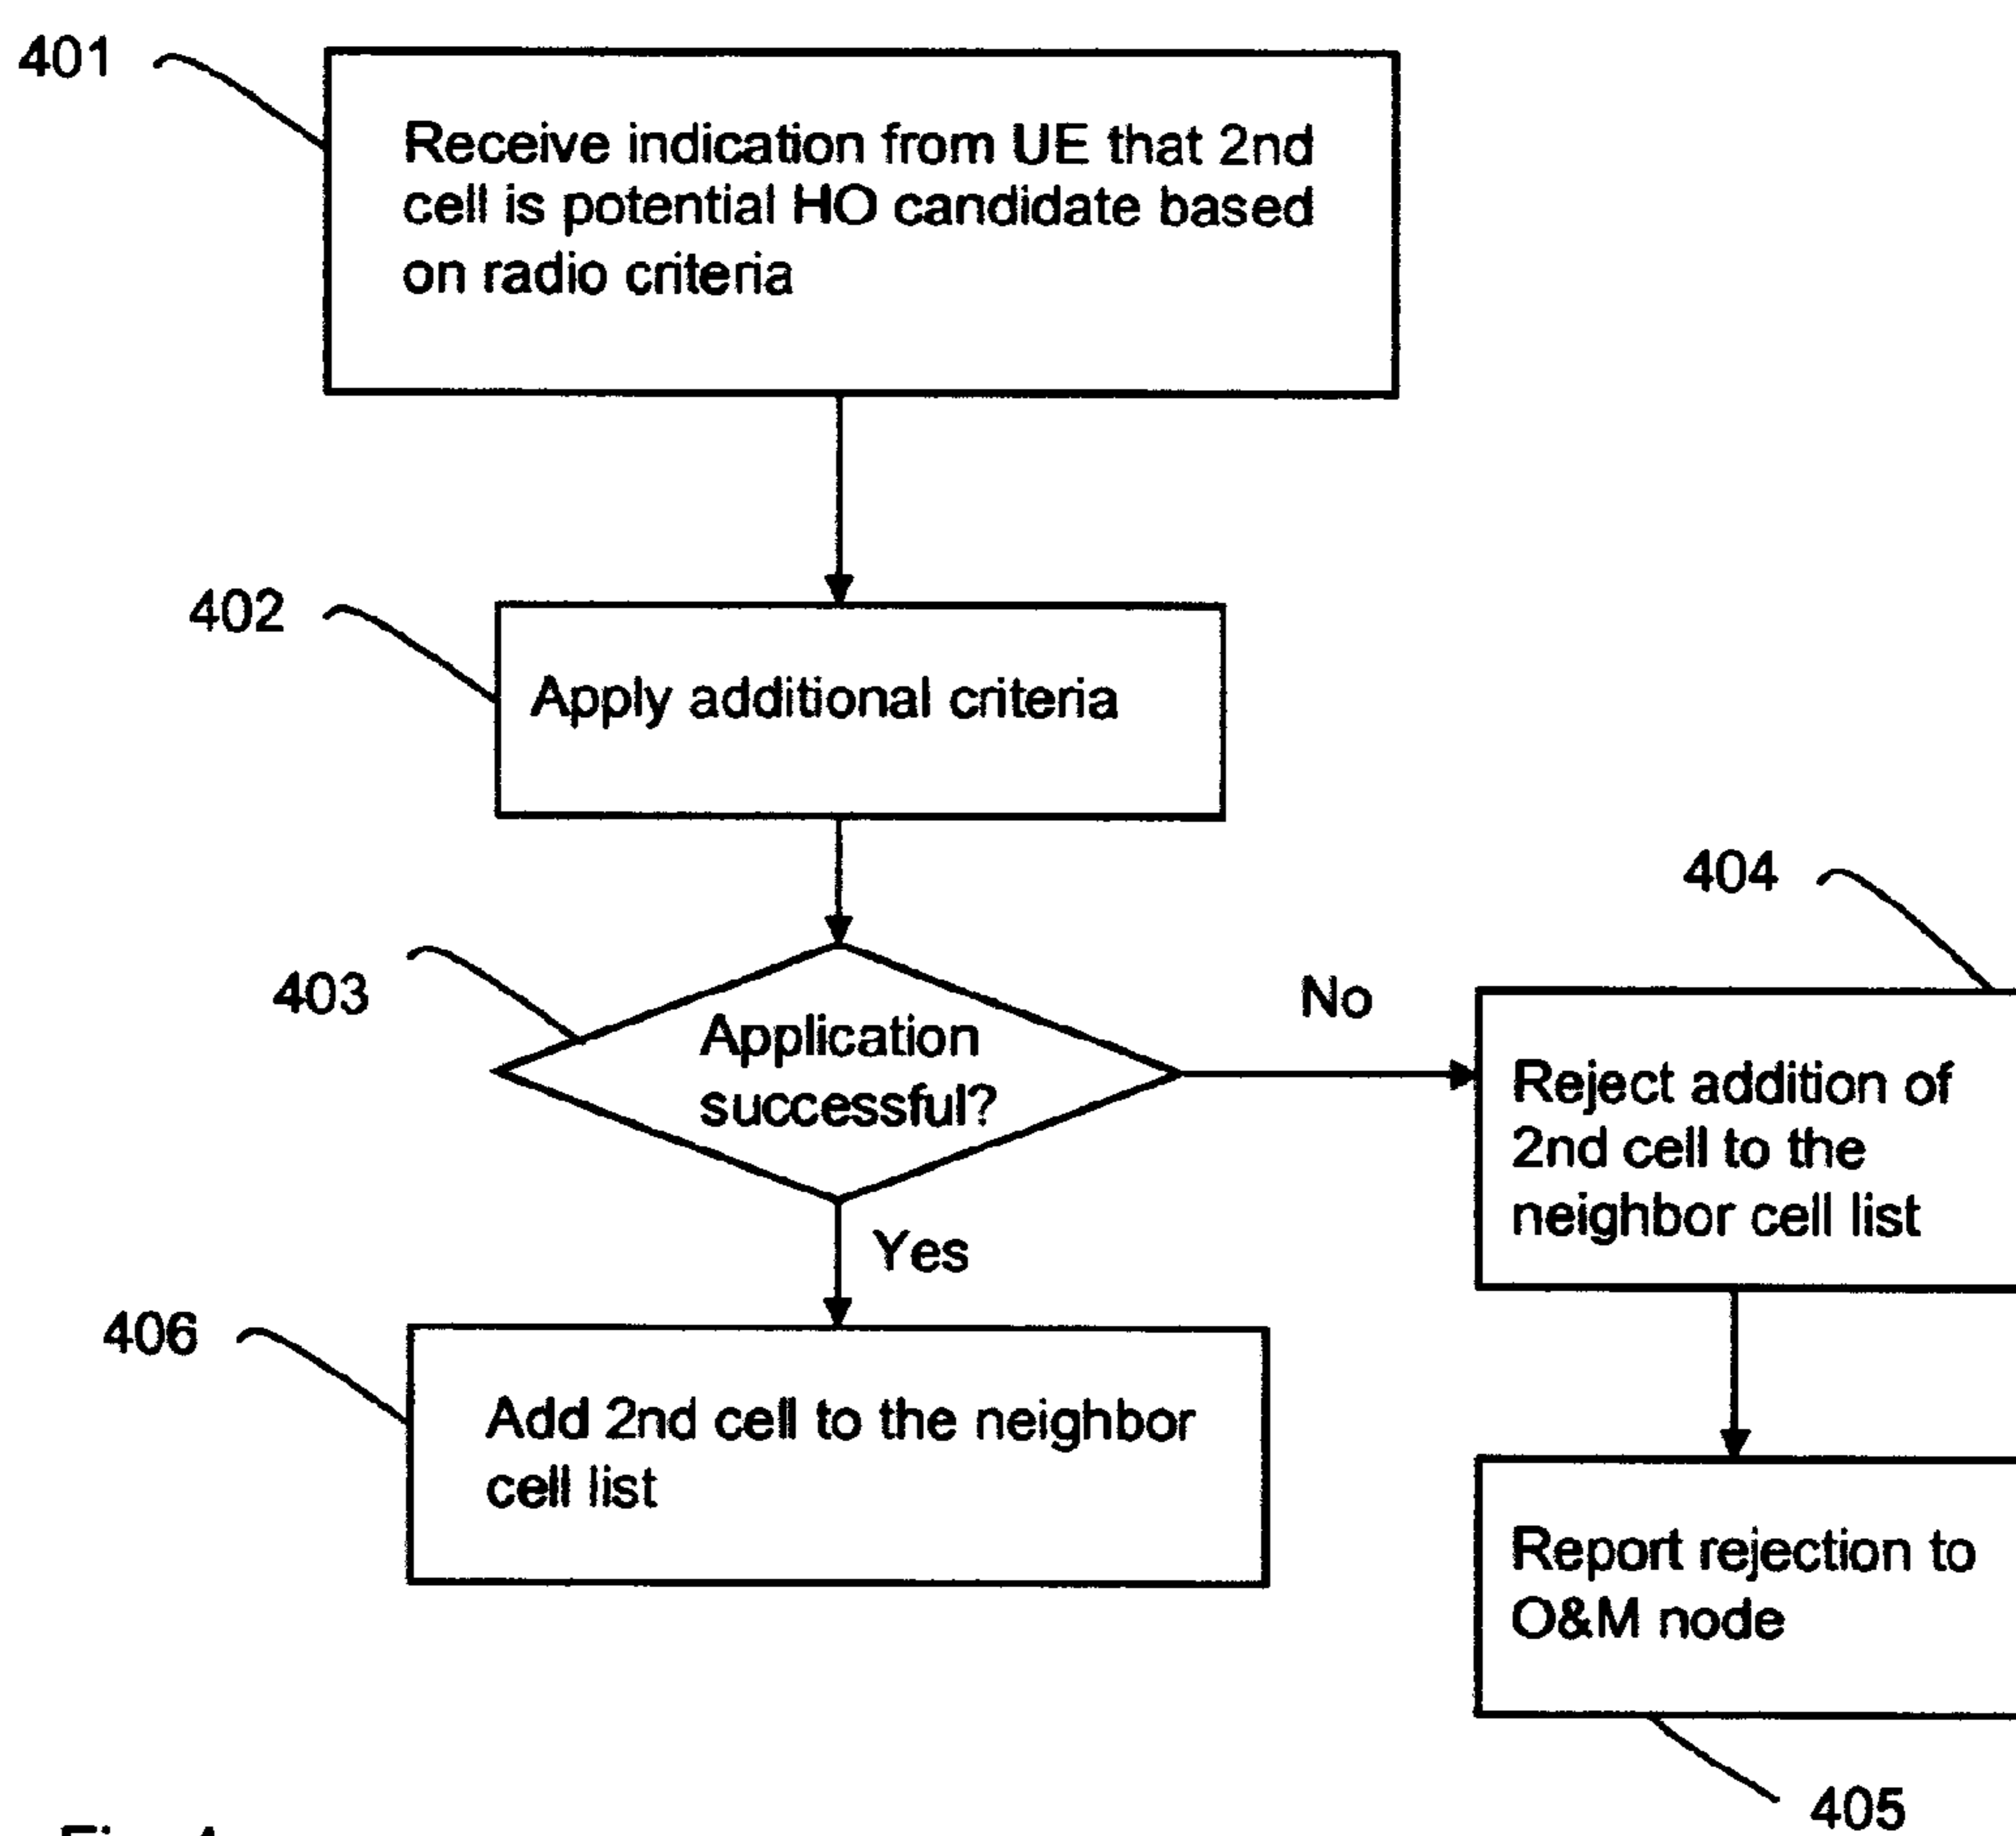 401
Receive indication from UE that 2nd
cell is potential HO candidate based
on radio criteria
402
Apply additional criteria
403
Application
successful?
No
404
Reject addition of
2nd cell to the
neighbor cell list
Yes
406
Add 2nd cell to the neighbor
cell list
Report rejection to
O&M node
405